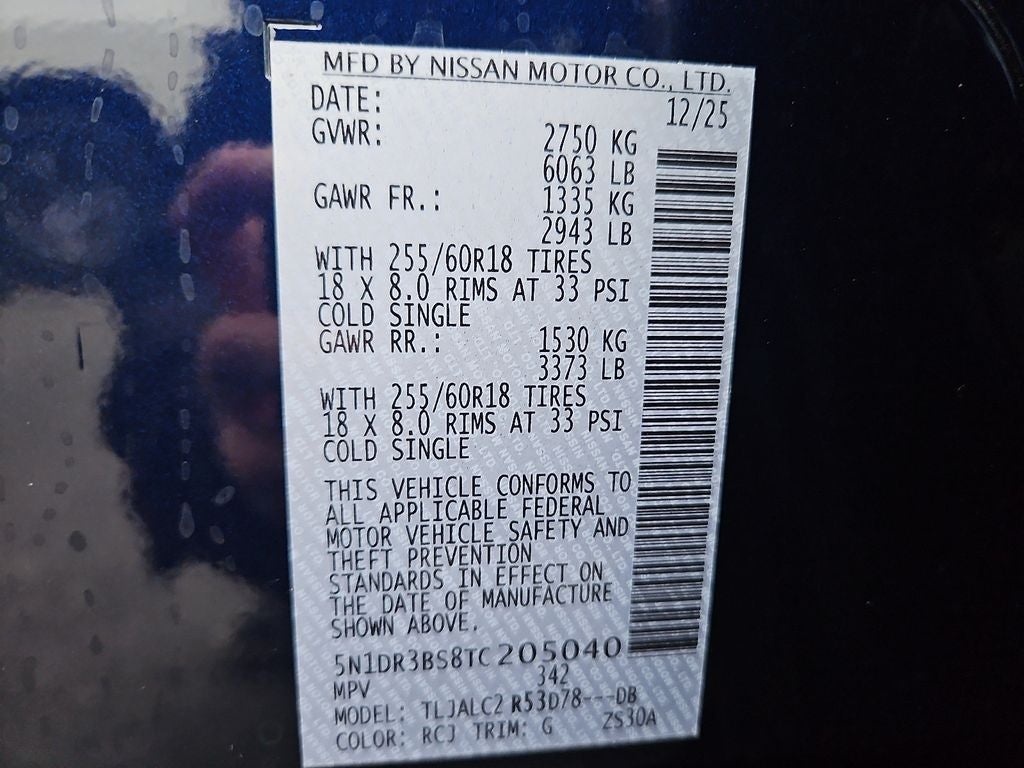 MFD BY NISSAN MOTOR CO., LTD.
DATE: 12/25
GVWR: 2750 KG
6063 LB
GAWR FR.: 1335 KG
2943 LB
WITH 255/60R18 TIRES
18 X 8.0 RIMS AT 33 PSI
COLD SINGLE
GAWR RR.: 1530 KG
3373 LB
WITH 255/60R18 TIRES
18 X 8.0 RIMS AT 33 PSI
COLD SINGLE
THIS VEHICLE CONFORMS TO
ALL APPLICABLE FEDERAL
MOTOR VEHICLE SAFETY AND
THEFT PREVENTION
STANDARDS IN EFFECT ON
THE DATE OF MANUFACTURE
SHOWN ABOVE.
5N1DR3BS8TC205040
MPV 342
MODEL: TLJALC2 R53D78---DB
COLOR: RCJ TRIM: G ZS30A